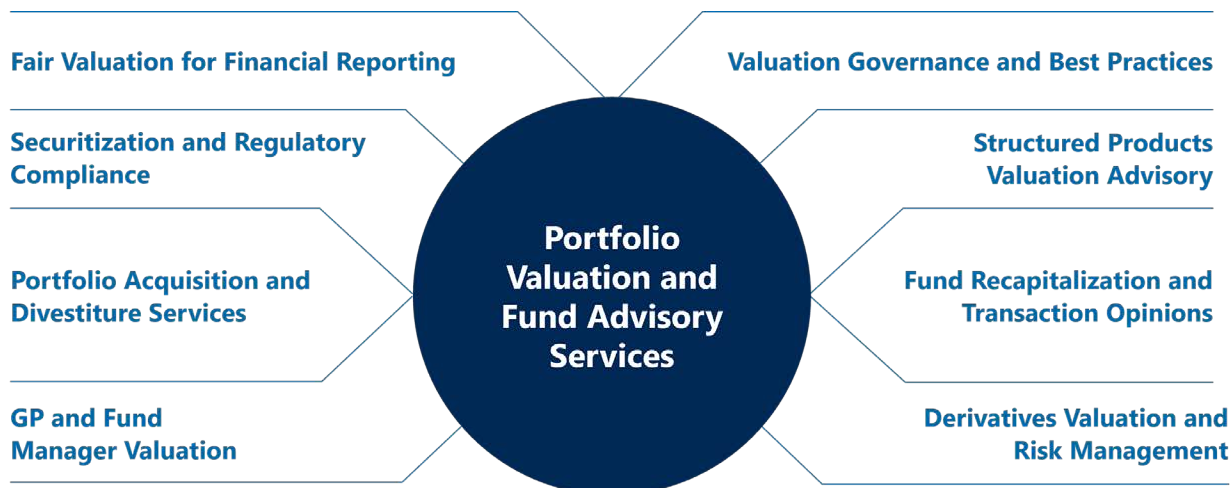 Fair Valuation for Financial Reporting
Securitization and Regulatory
Compliance
Portfolio Acquisition and
Divestiture Services
GP and Fund
Manager Valuation
Portfolio
Valuation and
Fund Advisory
Services
Valuation Governance and Best Practices
Structured Products
Valuation Advisory
Fund Recapitalization and
Transaction Opinions
Derivatives Valuation and
Risk Management